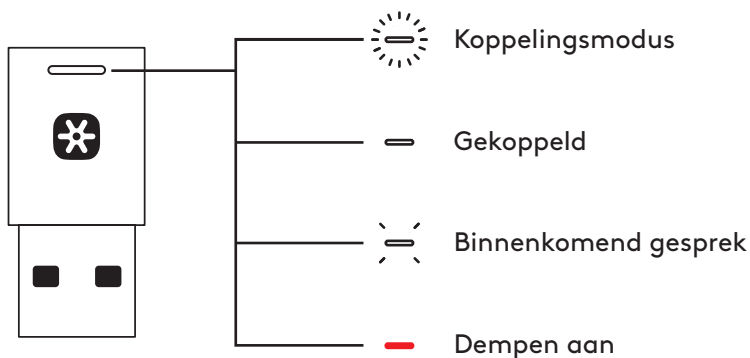 Koppelingsmodus
Gekoppeld
Binnenkomend gesprek
Dempen aan